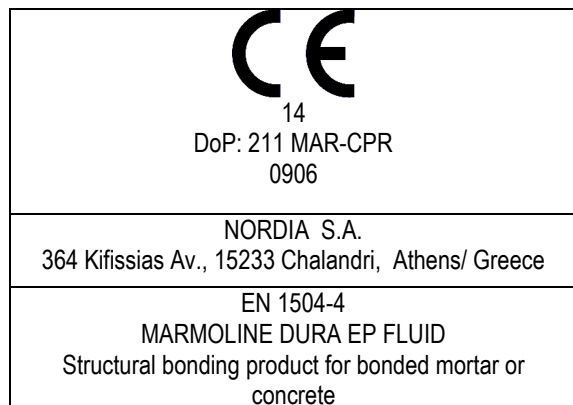 CE
14
DoP: 211 MAR-CPR
0906
NORDIA S.A.
364 Kifissias Av., 15233 Chalandri, Athens/ Greece
EN 1504-4
MARMOLINE DURA EP FLUID
Structural bonding product for bonded mortar or
concrete